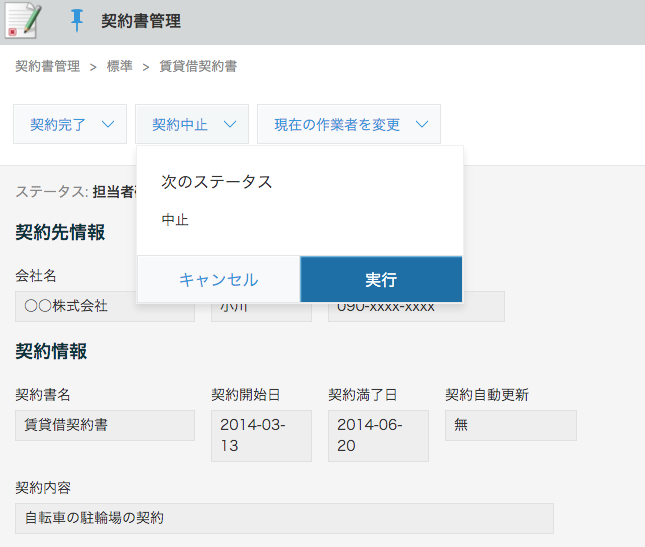 契約書管理
契約書管理 > 標準 > 賃貸借契約書
契約完了 契約中止 現在の作業者を変更
次のステータス
中止
キャンセル 実行
ステータス: 担当者
契約先情報
会社名
〇〇株式会社 小川 090-xxxx-xxxx
契約情報
契約書名 契約開始日 契約満了日 契約自動更新
賃貸借契約書 2014-03-13 2014-06-20 無
契約内容
自転車の駐輪場の契約